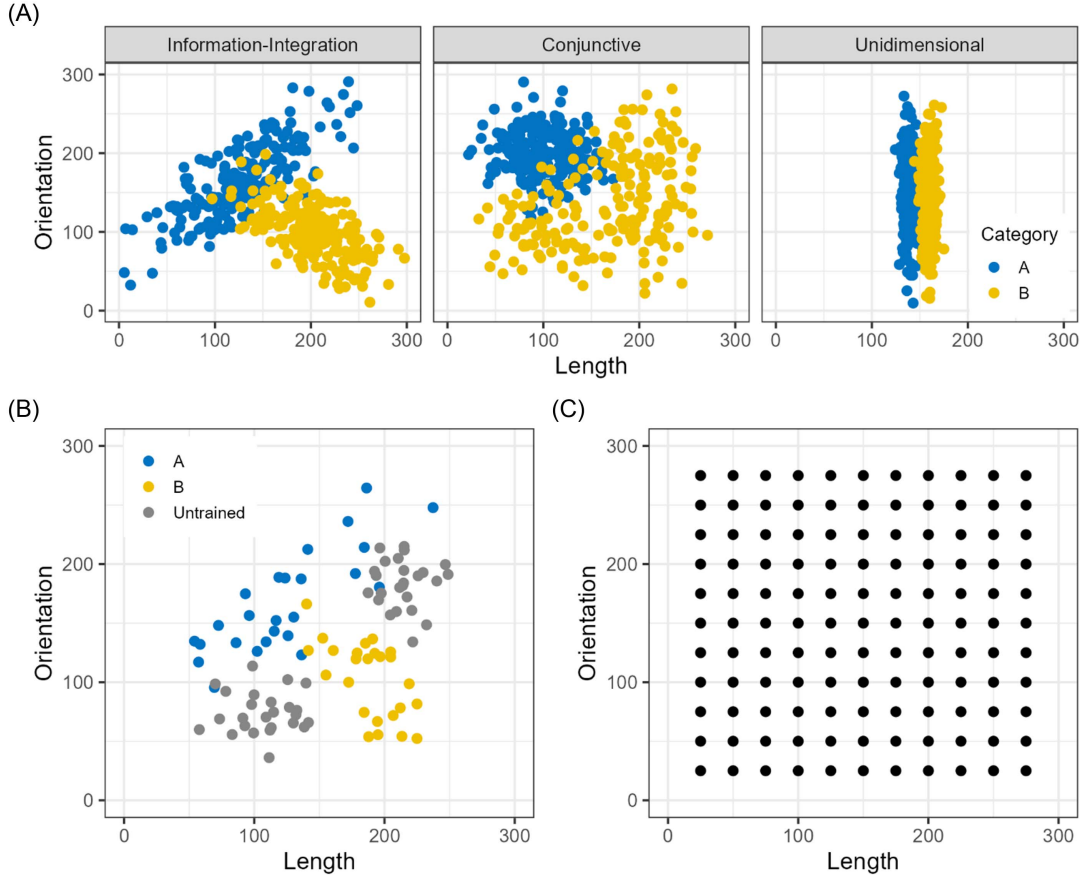 (A)
Information-Integration
Conjunctive
Unidimensional
300
200
100
0
Orientation
Category
A
B
0 100 200 300
0 100 200 300
0 100 200 300
Length
(B)
300
200
100
0
Orientation
A
B
Untrained
0 100 200 300
Length
(C)
300
200
100
0
Orientation
0 100 200 300
Length